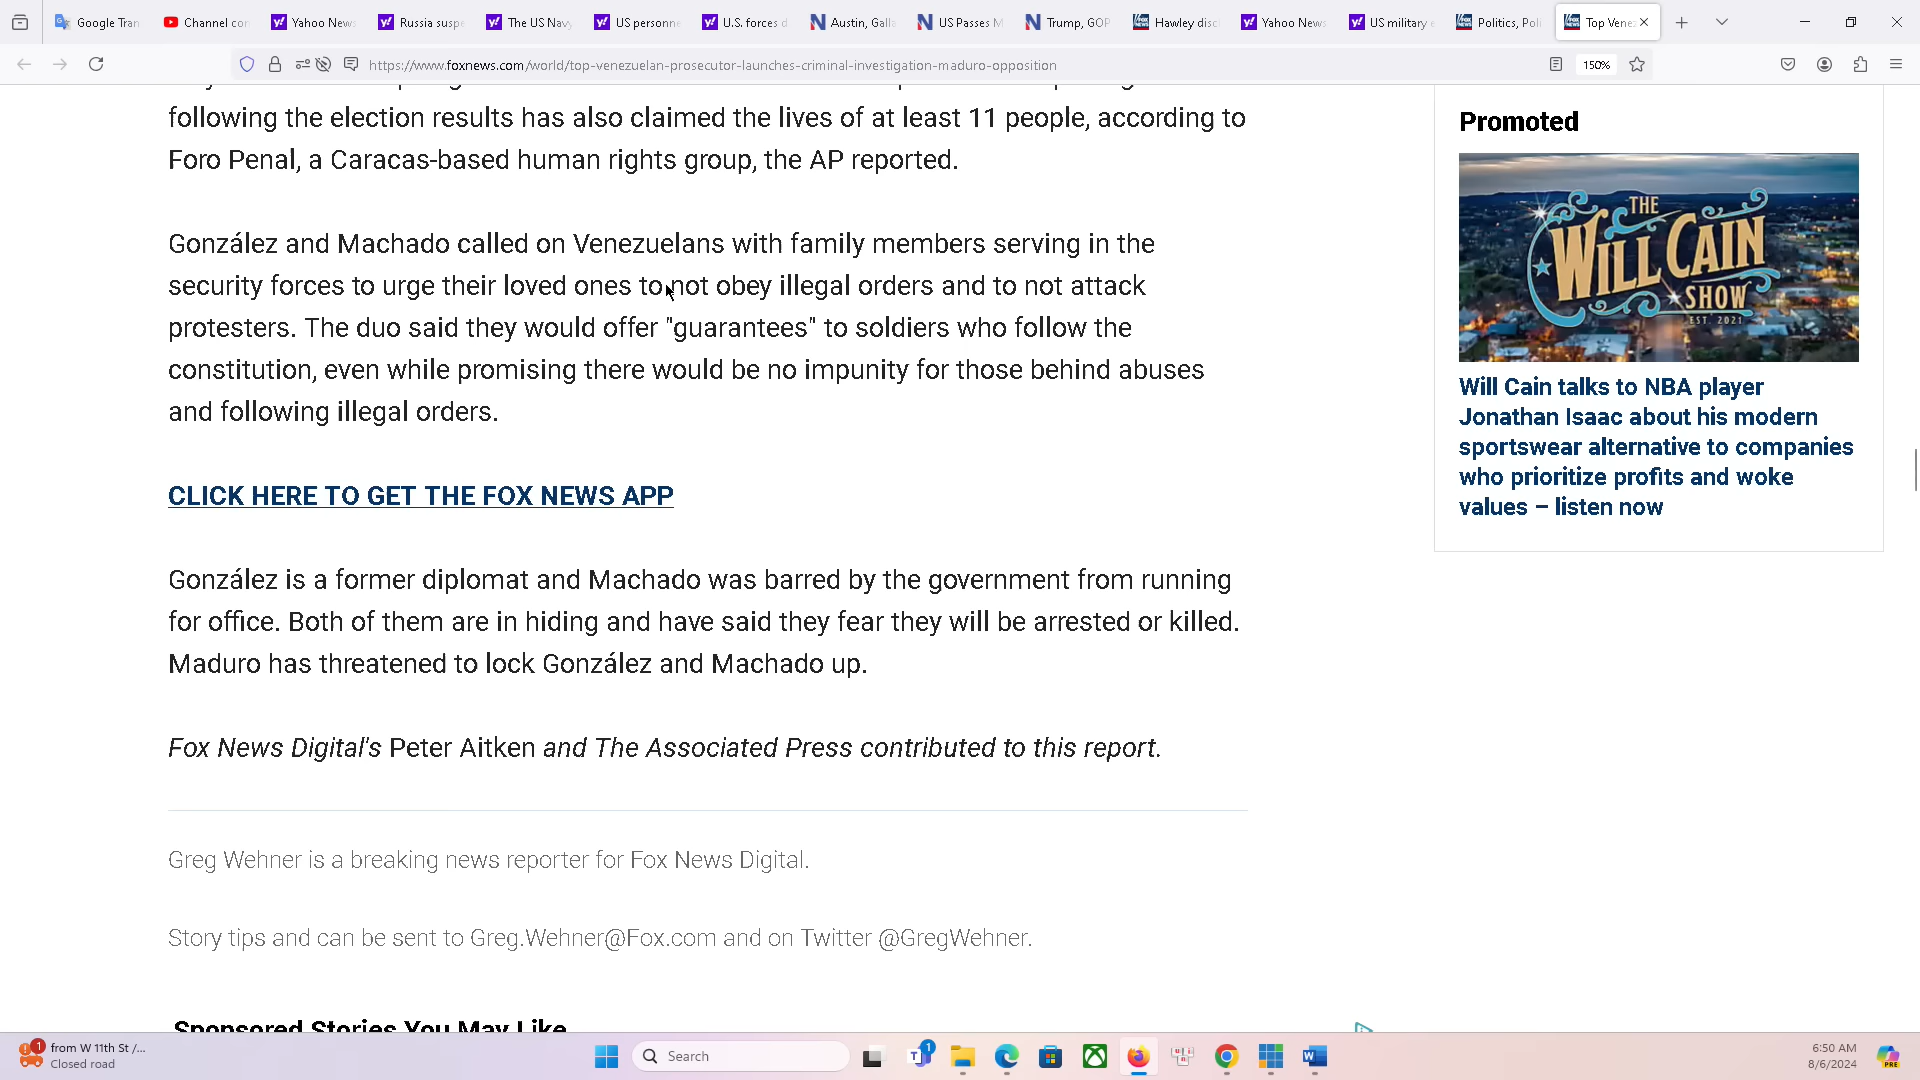 Google Tran
Channel co
Yahoo New
Russia susp
The US Nav
US personne
U.S. forces d
Austin, Galla
US Passes M
Trump, GOP
Hawley disc
Yahoo News
US military
Politics, Pol
Top Vene
https://www.foxnews.com/world/top-venezuelan-prosecutor-launches-criminal-investigation-maduro-opposition
150%
following the election results has also claimed the lives of at least 11 people, according to
Foro Penal, a Caracas-based human rights group, the AP reported.
González and Machado called on Venezuelans with family members serving in the
security forces to urge their loved ones to not obey illegal orders and to not attack
protesters. The duo said they would offer "guarantees" to soldiers who follow the
constitution, even while promising there would be no impunity for those behind abuses
and following illegal orders.
CLICK HERE TO GET THE FOX NEWS APP
González is a former diplomat and Machado was barred by the government from running
for office. Both of them are in hiding and have said they fear they will be arrested or killed.
Maduro has threatened to lock González and Machado up.
Fox News Digital's Peter Aitken and The Associated Press contributed to this report.
Greg Wehner is a breaking news reporter for Fox News Digital.
Story tips and can be sent to Greg.Wehner@Fox.com and on Twitter @GregWehner.
Sponsored Stories You May Like
Promoted
THE
WILL CAIN
SHOW
EST. 2021
Will Cain talks to NBA player
Jonathan Isaac about his modern
sportswear alternative to companies
who prioritize profits and woke
values – listen now
1
from W 11th St /...
Closed road
Search
1
6:50 AM
8/6/2024
PRE